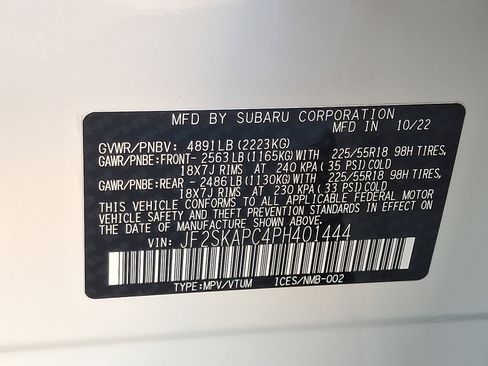 MFD BY SUBARU CORPORATION
MFD IN 10/22
GVWR/PNBV: 4891LB(2223KG)
GAWR/PNBE:FRONT- 2563LB(1165KG)WITH 225/55R18 98H TIRES,
18X7J RIMS AT 240 KPA(35 PSI)COLD
GAWR/PNBE:REAR - 2486LB(1130KG)WITH 225/55R18 98H TIRES,
18X7J RIMS AT 230 KPA(33 PSI)COLD
THIS VEHICLE CONFORMS TO ALL APPLICABLE FEDERAL MOTOR
VEHICLE SAFETY AND THEFT PREVENTION STANDARDS IN EFFECT ON
THE DATE OF MANUFACTURE SHOWN ABOVE.
VIN: JF2SKAPC4PH401444
TYPE:MPV/VTUM ICES/NMB-002